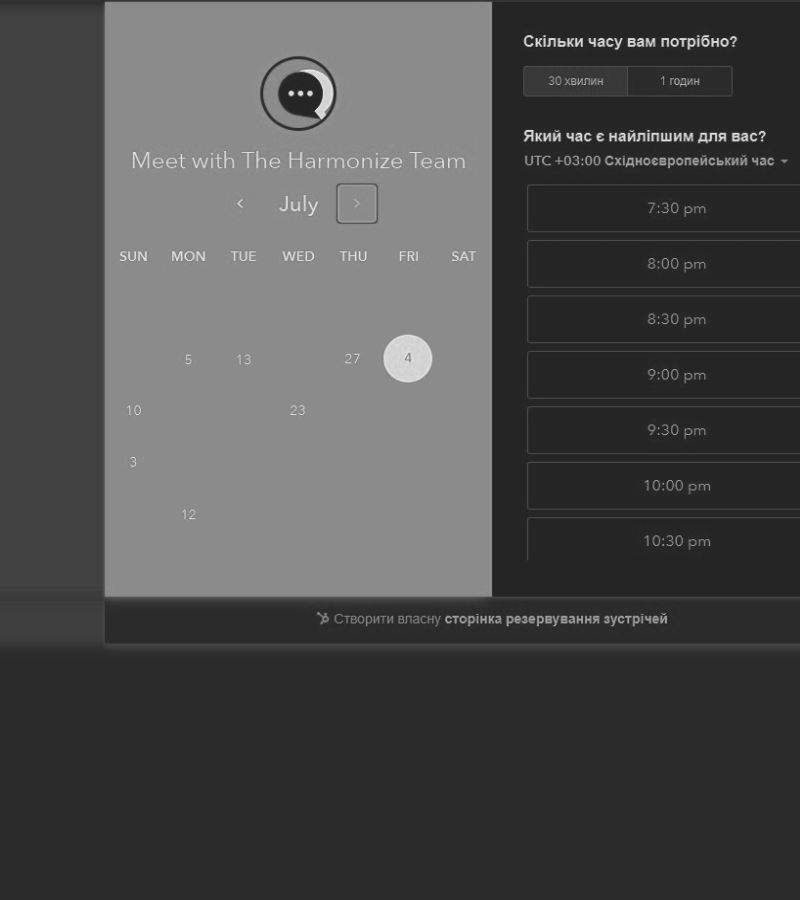 Meet with The Harmonize Team
July
SUN MON TUE WED THU FRI SAT
5 13 27 4
10 23
3
12
Скільки часу вам потрібно?
30 хвилин 1 годин
Який час є найліпшим для вас?
UTC +03:00 Східноєвропейський час
7:30 pm
8:00 pm
8:30 pm
9:00 pm
9:30 pm
10:00 pm
10:30 pm
Створити власну сторінка резервування зустрічей